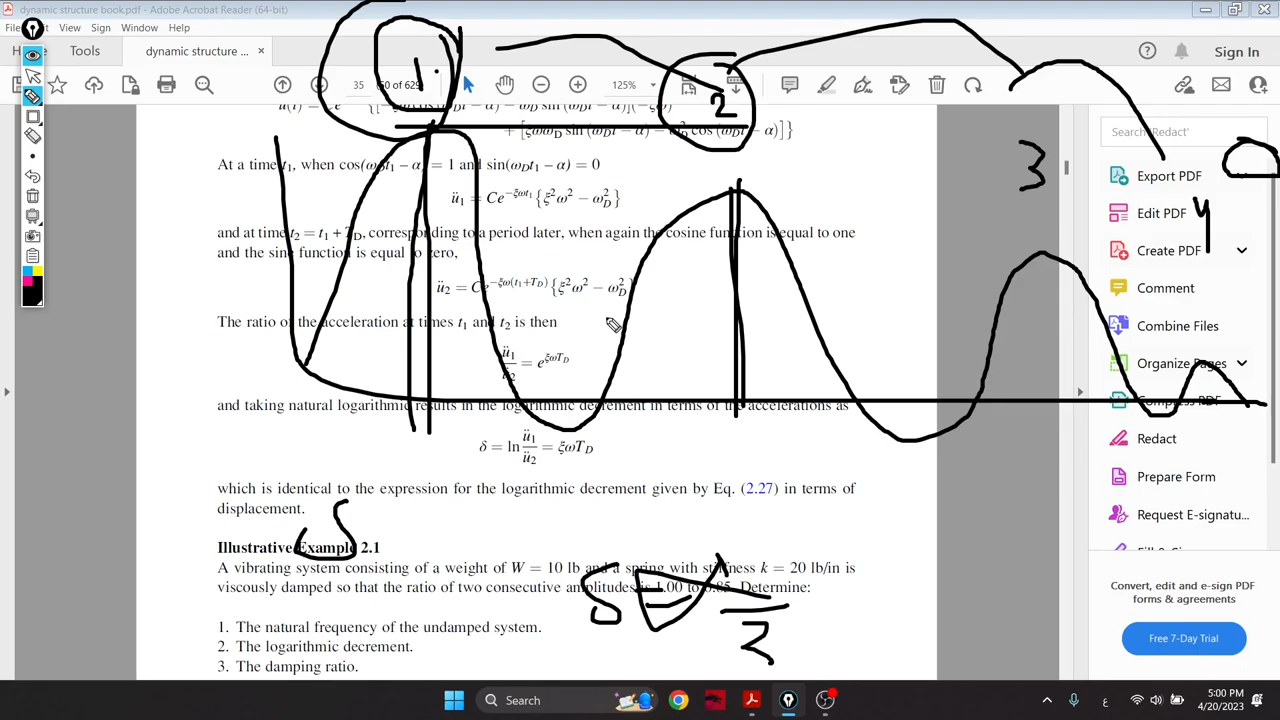 dynamic structure book.pdf - Adobe Acrobat Reader (64-bit)
View Sign Window Help
Tools
dynamic structure ... ×
35
125%
Sign In
+ [ξωω_D sin (ω_Dt − α) − ω_D² cos (ω_Dt − α)]}
At a time t₁, when cos(ω_Dt₁ − α) = 1 and sin(ω_Dt₁ − α) = 0
ü₁ = Ce^(−ξωt₁){ξ²ω² − ω_D²}
and at time t₂ = t₁ + T_D, corresponding to a period later, when again the cosine function is equal to one
and the sine function is equal to zero,
ü₂ = Ce^(−ξω(t₁+T_D)){ξ²ω² − ω_D²}
The ratio of the acceleration at times t₁ and t₂ is then
ü₁/ü₂ = e^(ξωT_D)
and taking natural logarithmic results in the logarithmic decrement in terms of the accelerations as
δ = ln ü₁/ü₂ = ξωT_D
which is identical to the expression for the logarithmic decrement given by Eq. (2.27) in terms of
displacement.
Illustrative Example 2.1
A vibrating system consisting of a weight of W = 10 lb and a spring with stiffness k = 20 lb/in is
viscously damped so that the ratio of two consecutive amplitudes is 1.00 to 0.85. Determine:
1. The natural frequency of the undamped system.
2. The logarithmic decrement.
3. The damping ratio.
1
2
3
4
Search 'Redact'
Export PDF
Edit PDF
Create PDF
Comment
Combine Files
Organize Pages
Compress PDF
Redact
Prepare Form
Request E-signatu...
Convert, edit and e-sign PDF
forms & agreements
Free 7-Day Trial
Search
ع
5:00 PM
4/20/2023